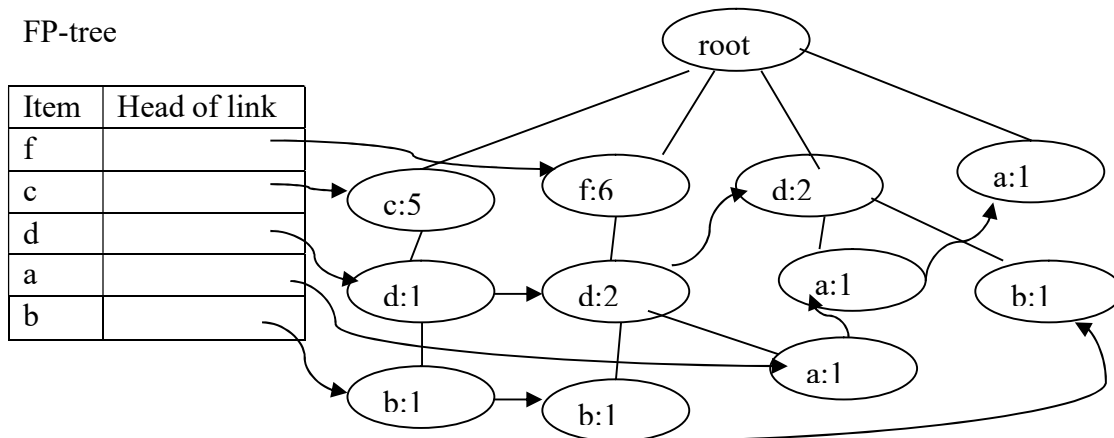 FP-tree
root
Item Head of link
f
c
d
a
b
c:5
f:6
d:2
a:1
d:1
d:2
a:1
b:1
b:1
b:1
a:1